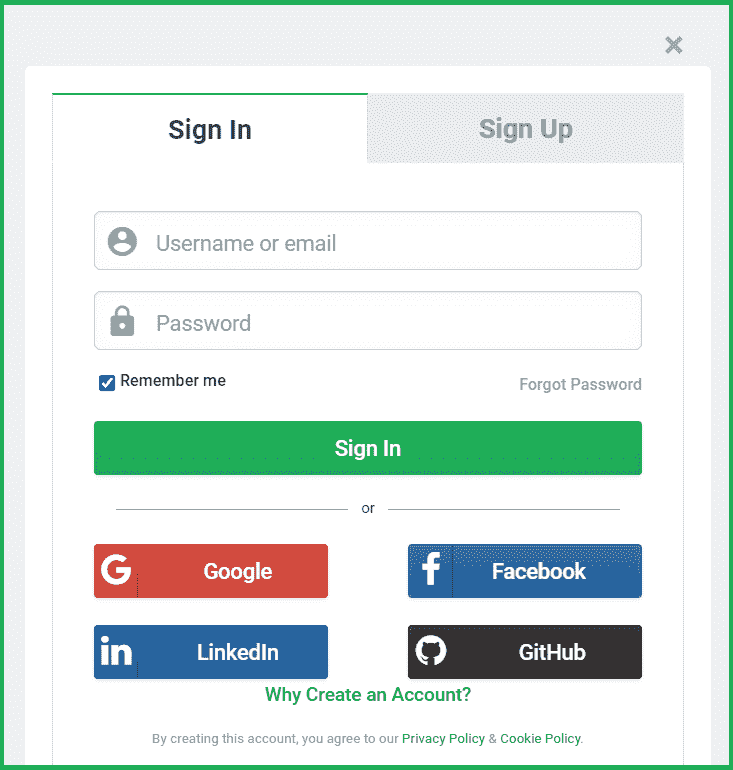 Sign In Sign Up
Username or email
Password
Remember me Forgot Password
Sign In
or
Google Facebook
LinkedIn GitHub
Why Create an Account?
By creating this account, you agree to our Privacy Policy & Cookie Policy.